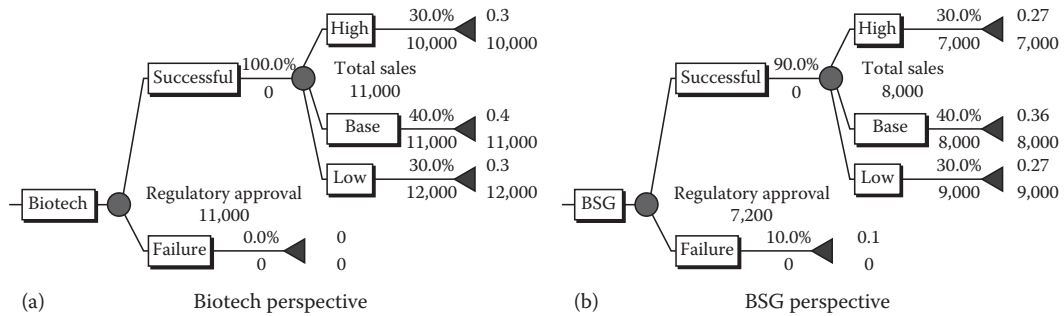 High
30.0%
10,000
0.3
10,000
Successful
100.0%
0
Total sales
11,000
Base
40.0%
11,000
0.4
11,000
Low
30.0%
12,000
0.3
12,000
Biotech
Regulatory approval
11,000
Failure
0.0%
0
0
0
(a) Biotech perspective
High
30.0%
7,000
0.27
7,000
Successful
90.0%
0
Total sales
8,000
Base
40.0%
8,000
0.36
8,000
Low
30.0%
9,000
0.27
9,000
BSG
Regulatory approval
7,200
Failure
10.0%
0
0.1
0
(b) BSG perspective